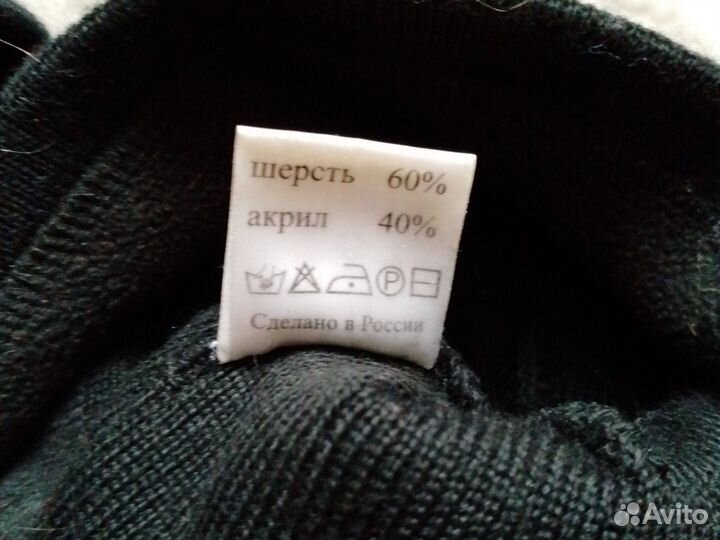 шерсть 60%
акрил 40%
P
Сделано в России
Avito